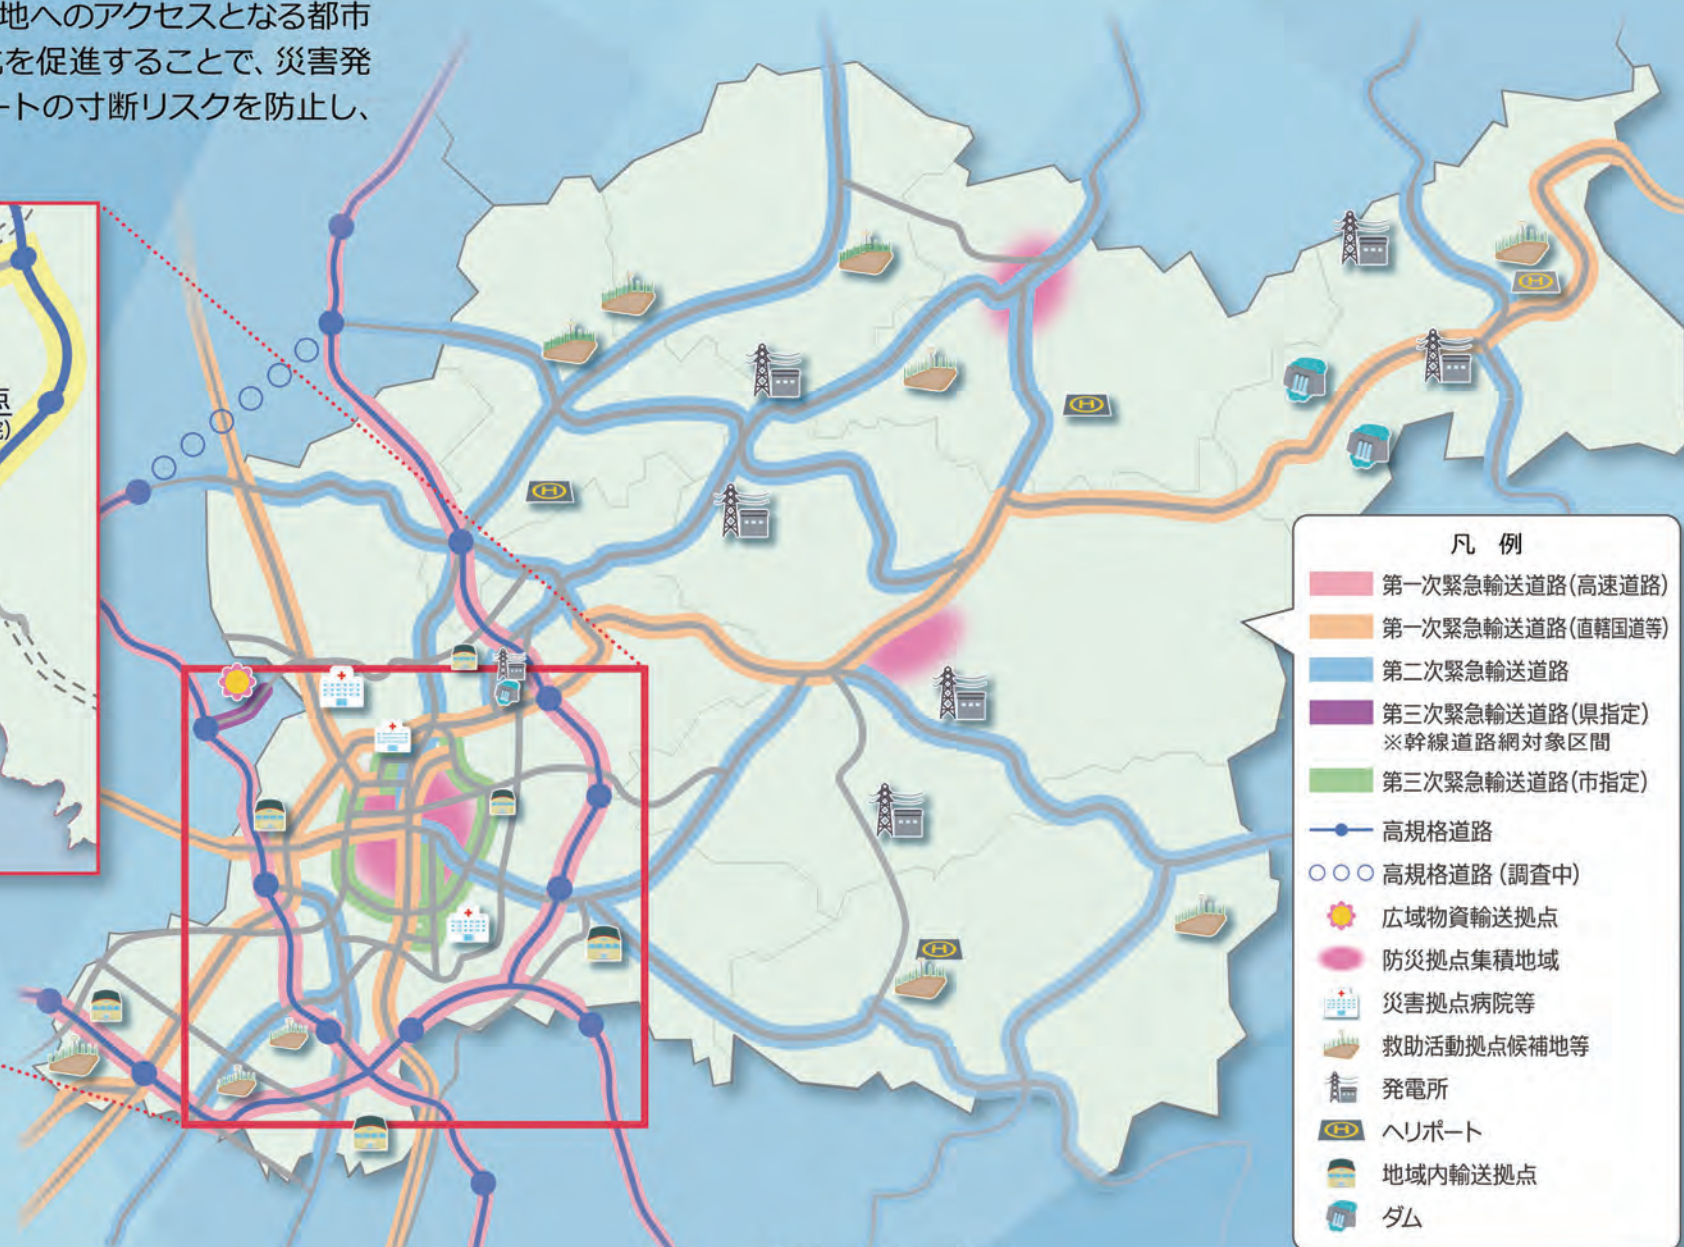 地へのアクセスとなる都市
を促進することで、災害発
ートの寸断リスクを防止し、
点
凡 例
第一次緊急輸送道路(高速道路)
第一次緊急輸送道路(直轄国道等)
第二次緊急輸送道路
第三次緊急輸送道路(県指定)
※幹線道路網対象区間
第三次緊急輸送道路(市指定)
高規格道路
高規格道路(調査中)
広域物資輸送拠点
防災拠点集積地域
災害拠点病院等
救助活動拠点候補地等
発電所
ヘリポート
地域内輸送拠点
ダム